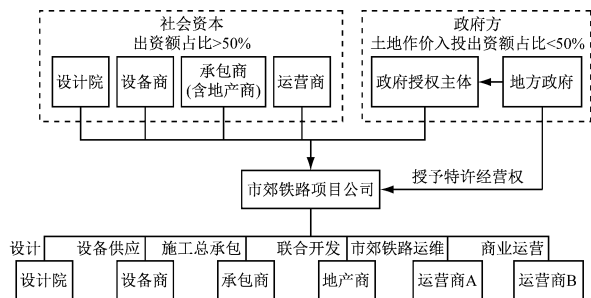 社会资本
出资额占比>50%
政府方
土地作价入投出资额占比<50%
设计院
设备商
承包商
(含地产商)
运营商
政府授权主体
地方政府
授予特许经营权
市郊铁路项目公司
设计
设备供应
施工总承包
联合开发
市郊铁路运维
商业运营
设计院
设备商
承包商
地产商
运营商A
运营商B